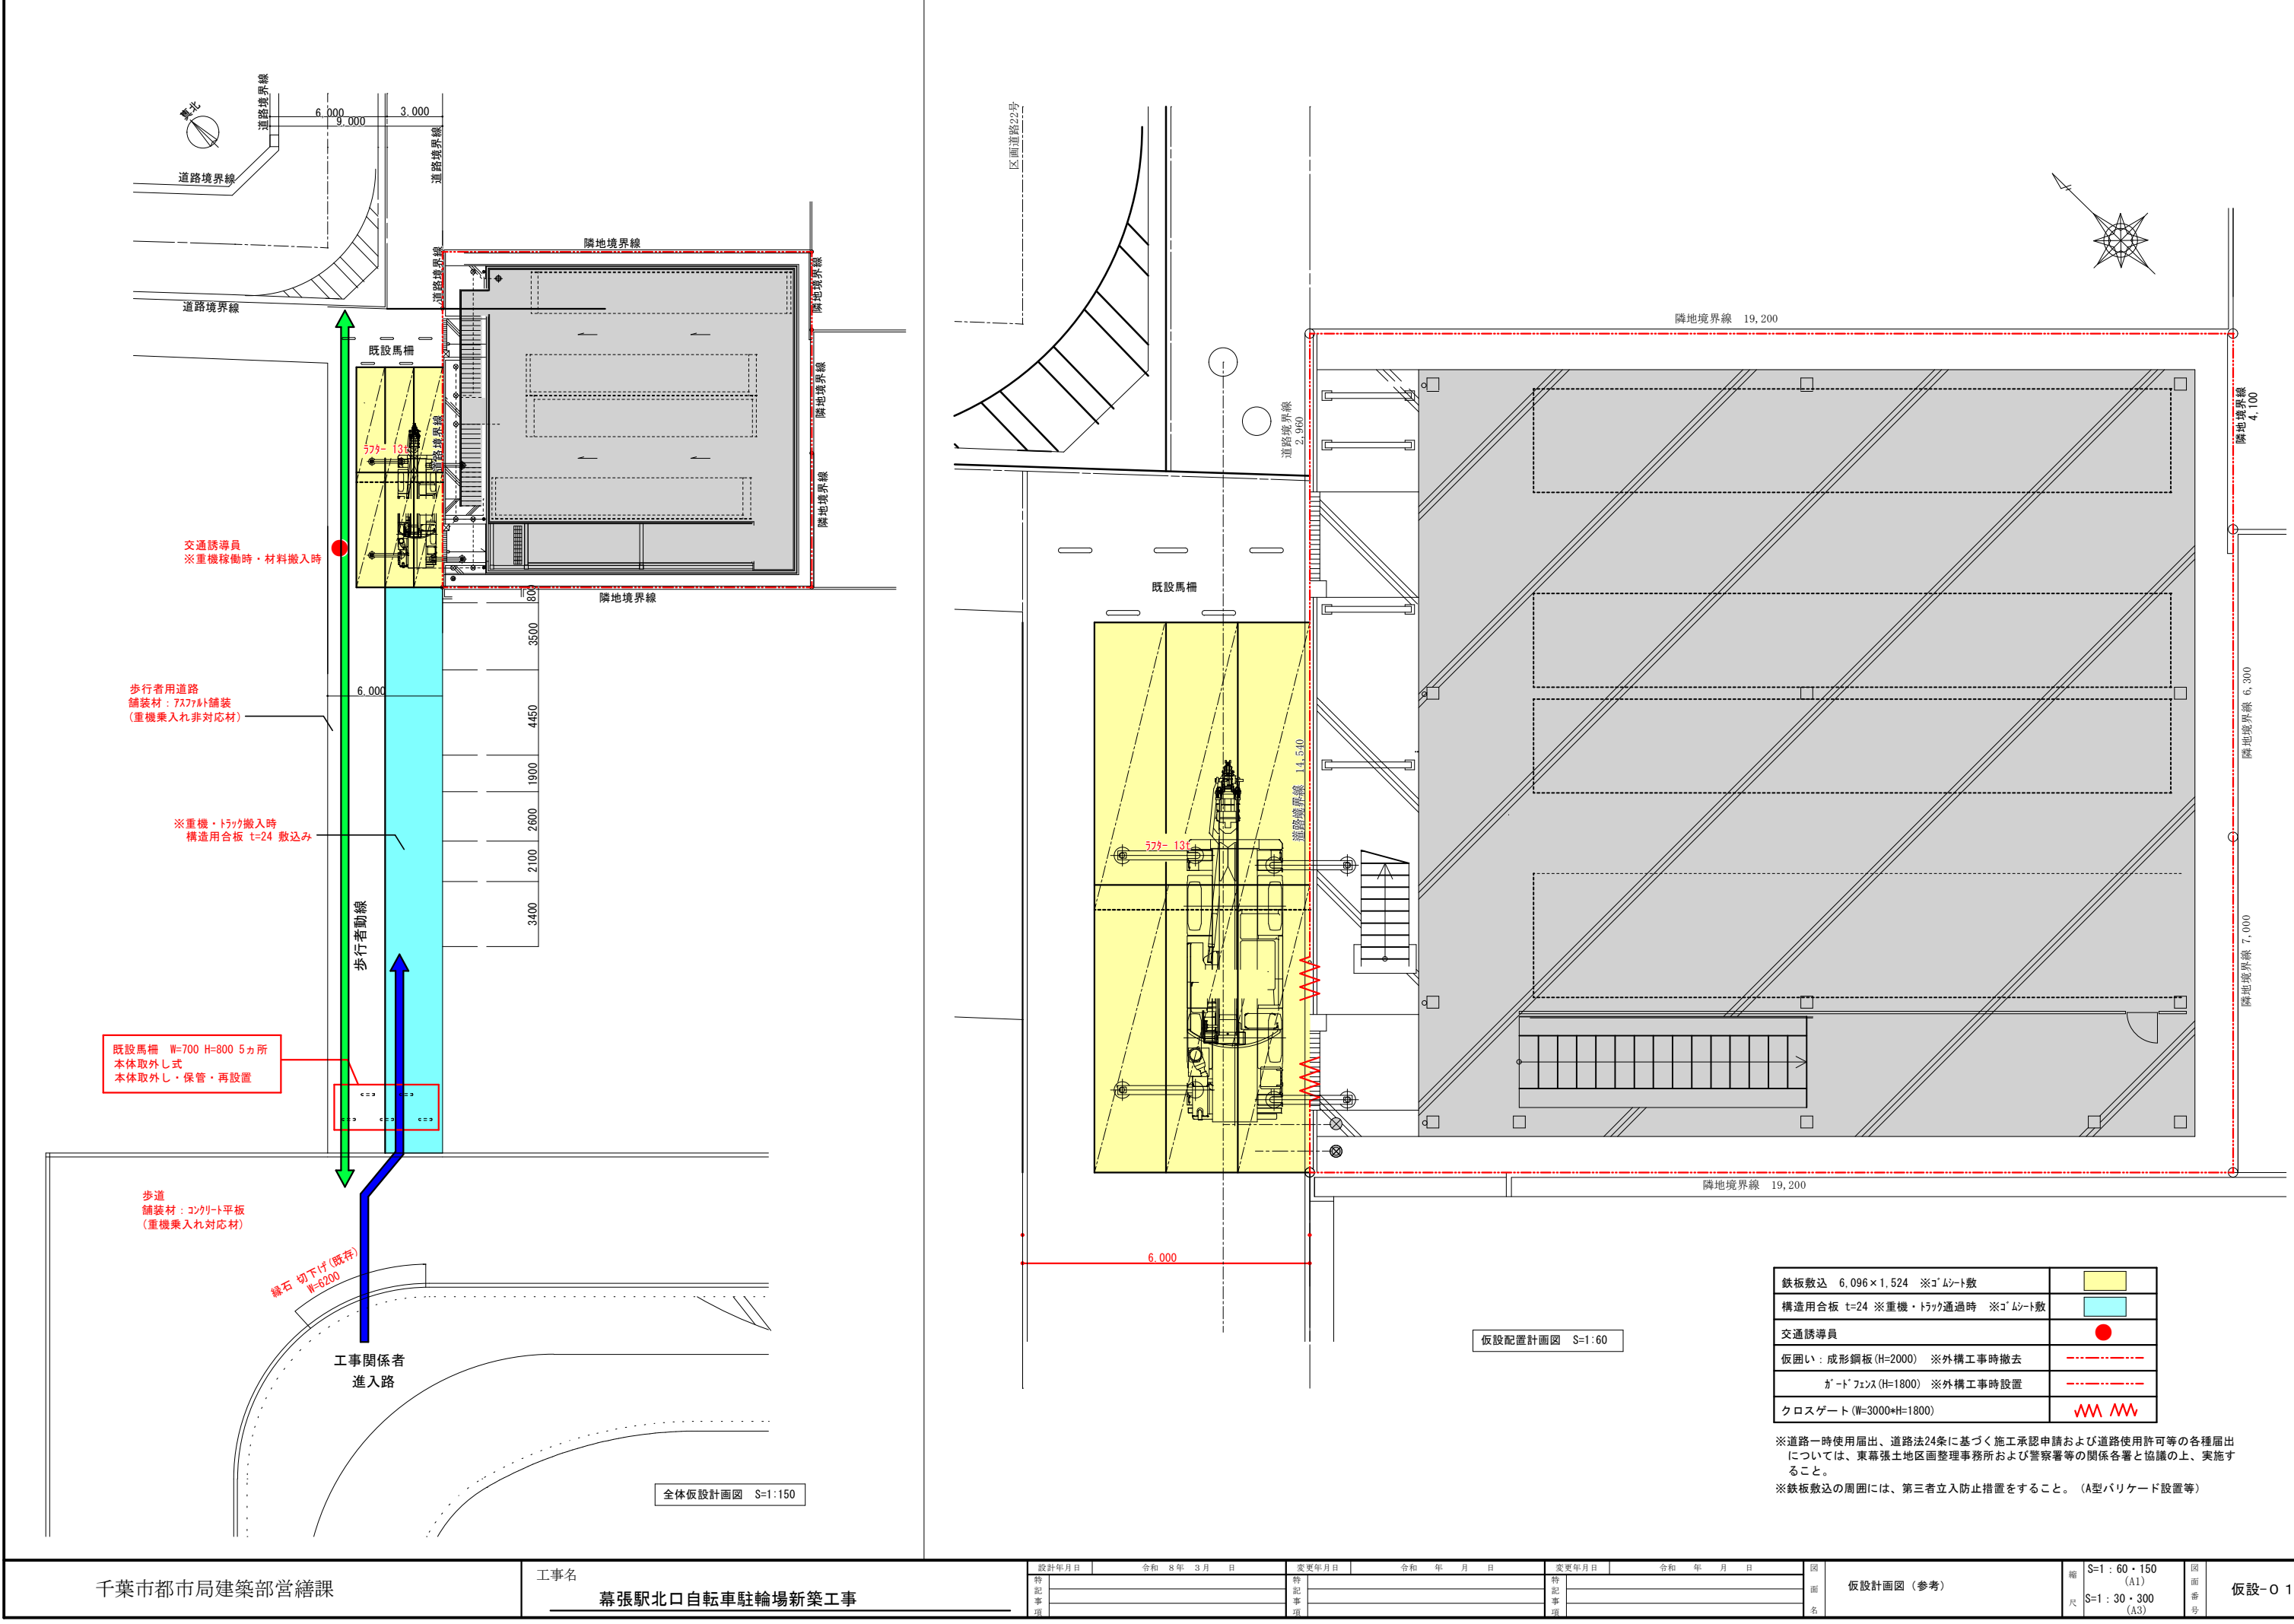 真北
道路境界線
6,000
3,000
9,000
道路境界線
道路境界線
道路境界線
道路境界線
隣地境界線
隣地境界線
隣地境界線
隣地境界線
隣地境界線
道路境界線
既設馬柵
ﾗﾌﾀｰ 13t
交通誘導員
※重機稼働時・材料搬入時
800
3500
4450
1900
2600
2100
3400
6,000
歩行者用道路
舗装材：ｱｽﾌｧﾙﾄ舗装
(重機乗入れ非対応材)
※重機・ﾄﾗｯｸ搬入時
構造用合板 t=24 敷込み
歩行者動線
既設馬柵 W=700 H=800 5ヵ所
本体取外し式
本体取外し・保管・再設置
歩道
舗装材：ｺﾝｸﾘｰﾄ平板
(重機乗入れ対応材)
縁石 切下げ(既存)
W=6200
工事関係者
進入路
全体仮設計画図 S=1:150
区画道路22号
道路境界線
2,960
隣地境界線 19,200
隣地境界線
4,100
既設馬柵
道路境界線 14,540
ﾗﾌﾀｰ 13t
隣地境界線 6,300
隣地境界線 7,000
隣地境界線 19,200
6,000
仮設配置計画図 S=1:60
鉄板敷込 6,096×1,524 ※ｺﾞﾑｼｰﾄ敷
構造用合板 t=24 ※重機・ﾄﾗｯｸ通過時 ※ｺﾞﾑｼｰﾄ敷
交通誘導員
仮囲い：成形鋼板(H=2000) ※外構工事時撤去
ｶﾞｰﾄﾞﾌｪﾝｽ(H=1800) ※外構工事時設置
クロスゲート(W=3000*H=1800)
※道路一時使用届出、道路法24条に基づく施工承認申請および道路使用許可等の各種届出
については、東幕張土地区画整理事務所および警察署等の関係各署と協議の上、実施す
ること。
※鉄板敷込の周囲には、第三者立入防止措置をすること。（A型バリケード設置等）
千葉市都市局建築部営繕課
工事名
幕張駅北口自転車駐輪場新築工事
設計年月日 令和 8年 3月 日
特記事項
変更年月日 令和 年 月 日
特記事項
変更年月日 令和 年 月 日
特記事項
図面名
仮設計画図（参考）
縮尺
S=1：60・150
(A1)
S=1：30・300
(A3)
図面番号
仮設-01